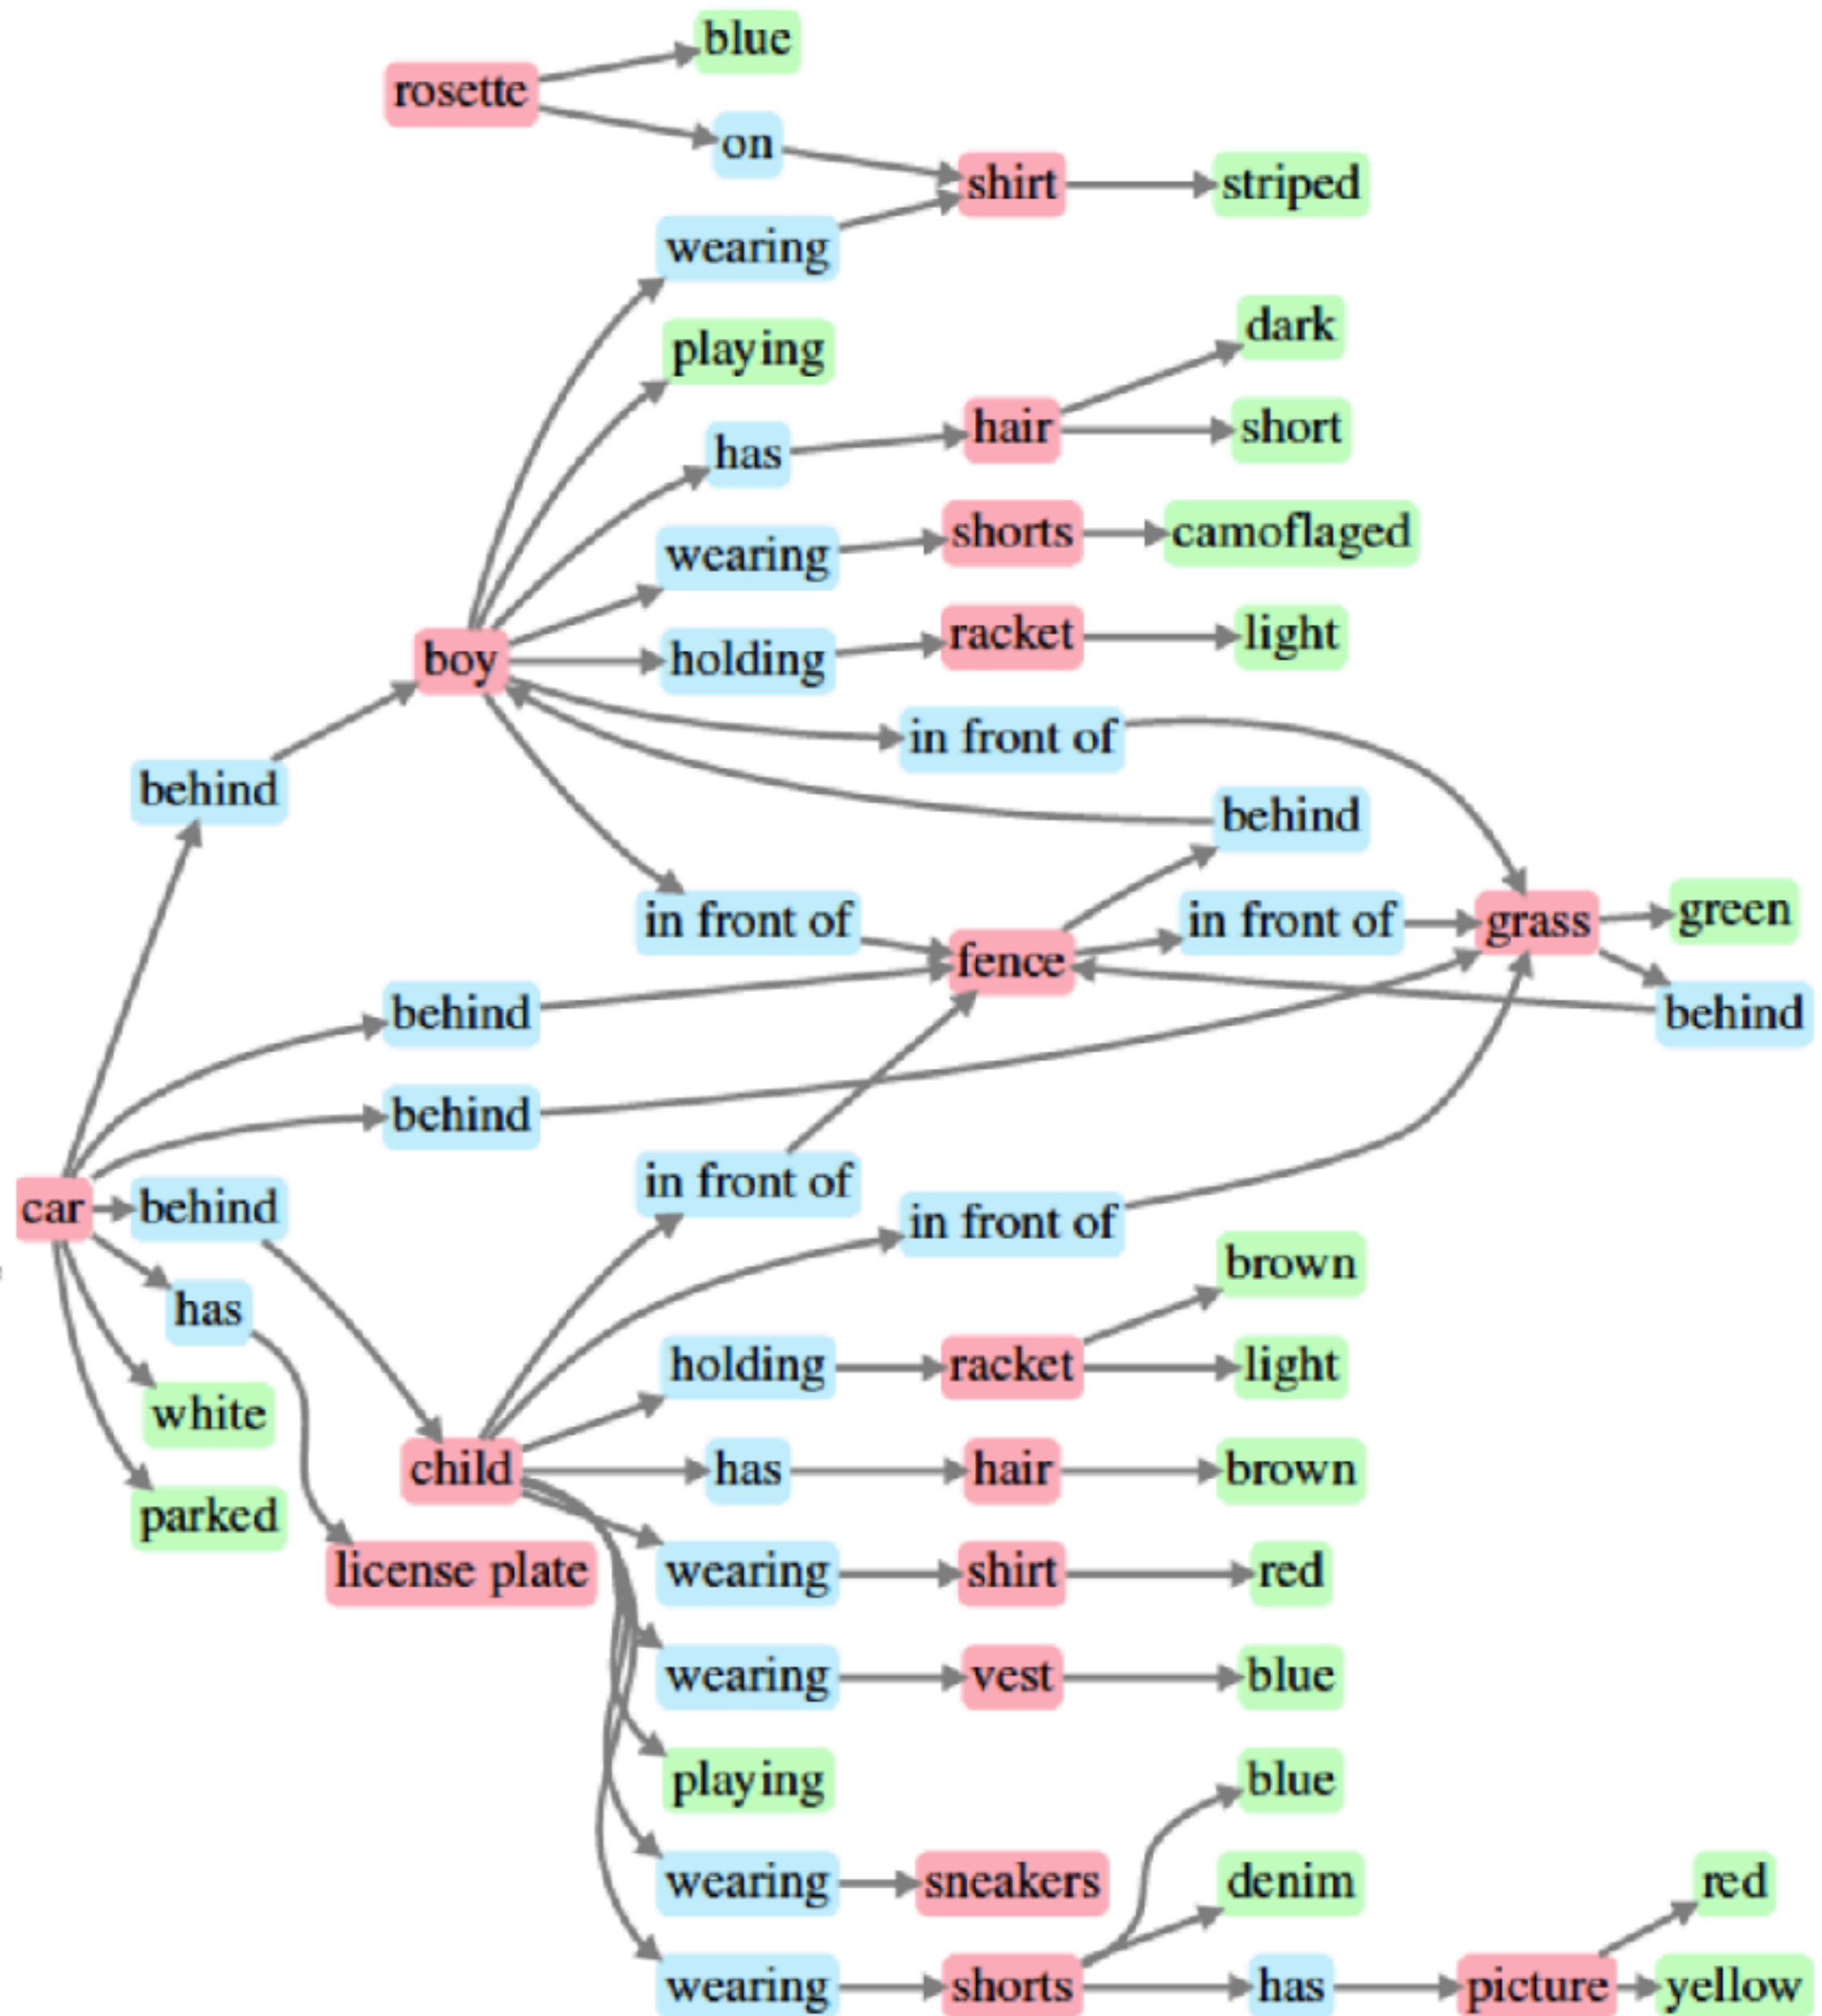 blue
rosette
on
shirt
striped
wearing
dark
playing
hair
short
has
shorts
camoflaged
wearing
racket
light
boy
holding
in front of
behind
behind
in front of
in front of
grass
green
fence
behind
behind
behind
in front of
car
behind
in front of
brown
has
holding
racket
light
white
child
has
hair
brown
parked
license plate
wearing
shirt
red
wearing
vest
blue
playing
blue
wearing
sneakers
denim
red
wearing
shorts
has
picture
yellow